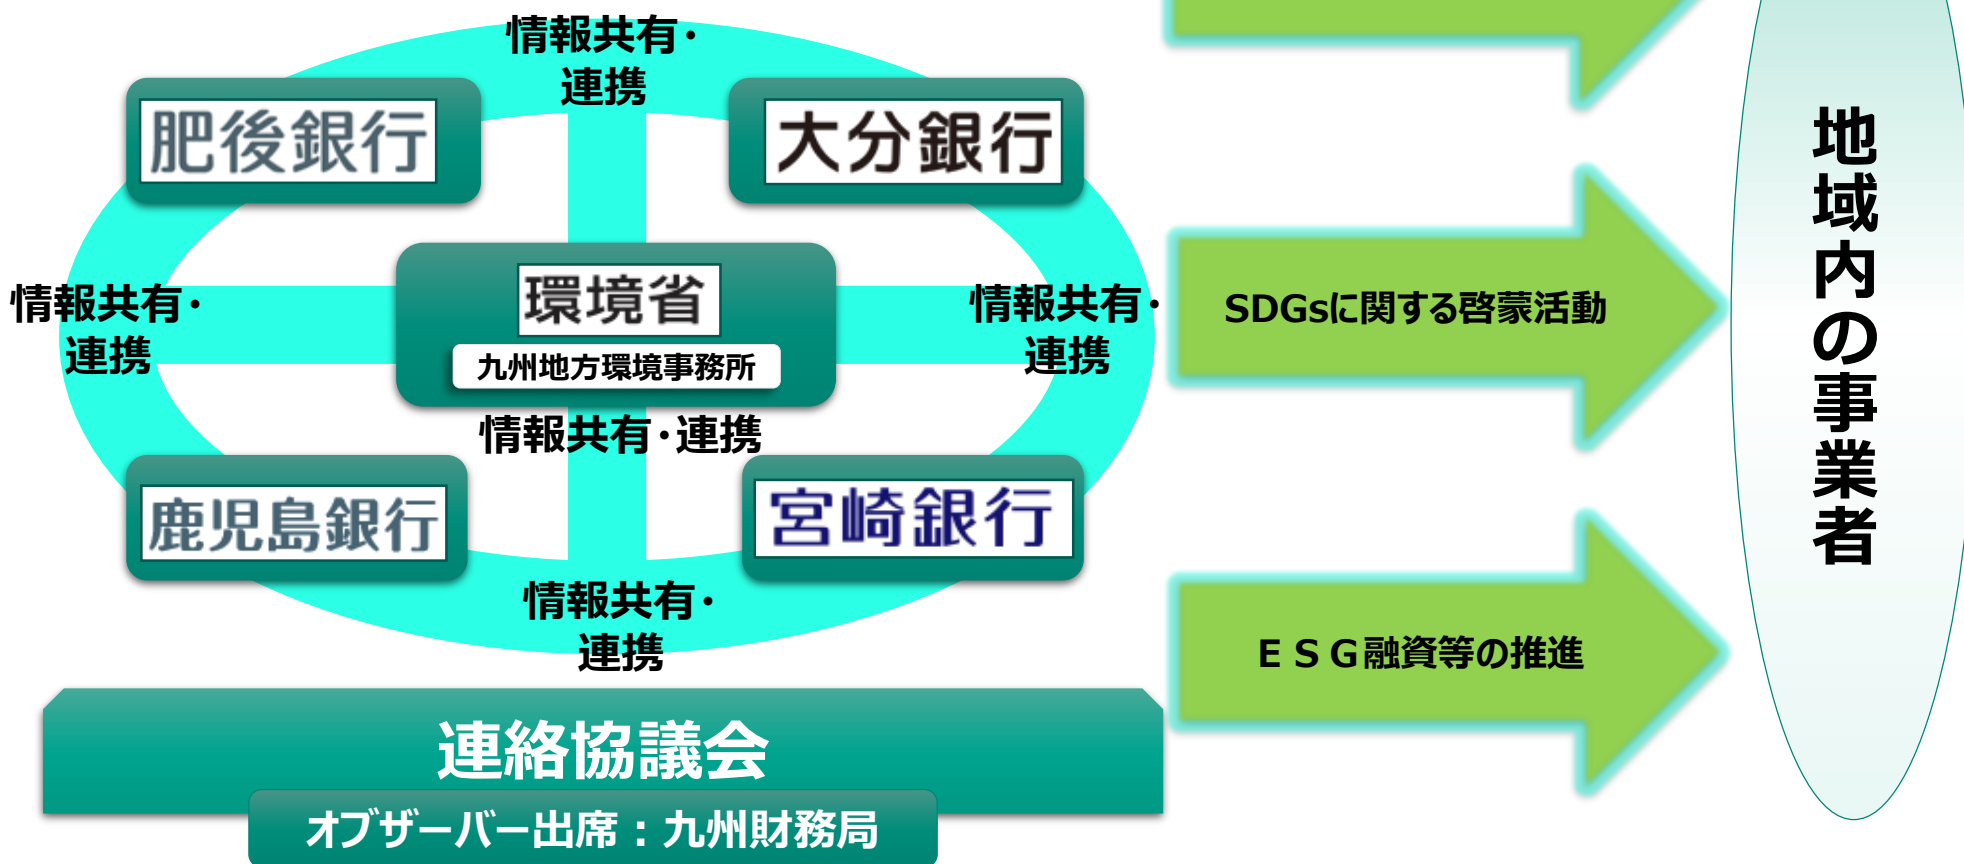 情報共有・
連携
肥後銀行
大分銀行
環境省
九州地方環境事務所
情報共有・
連携
情報共有・
連携
情報共有・連携
鹿児島銀行
宮崎銀行
情報共有・
連携
連絡協議会
オブザーバー出席：九州財務局
SDGsに関する啓蒙活動
ＥＳＧ融資等の推進
地域内の事業者